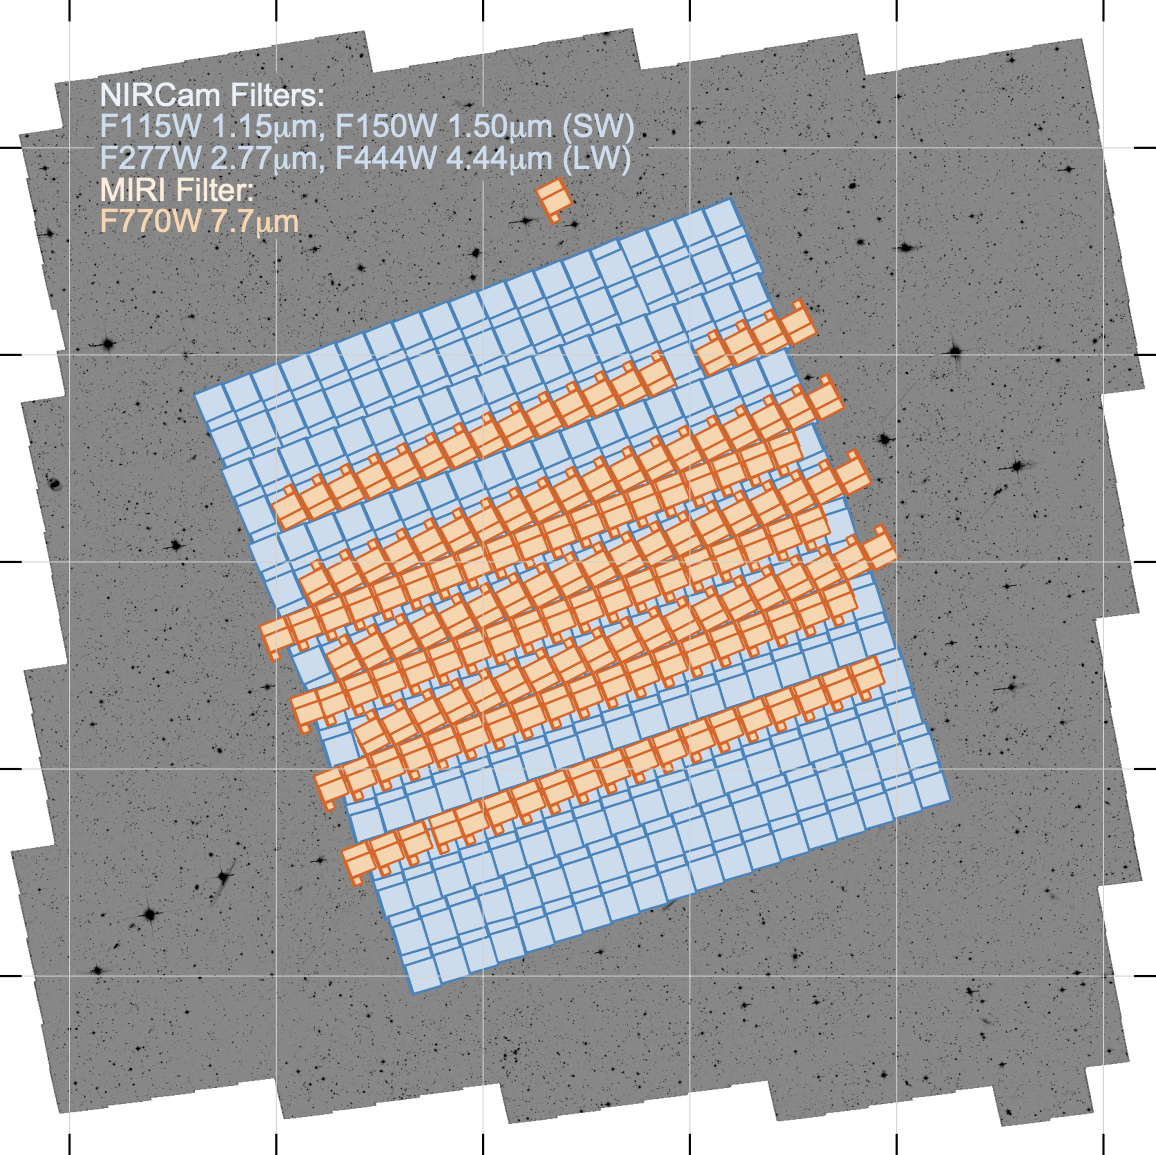 NIRCam Filters:
F115W 1.15μm, F150W 1.50μm (SW)
F277W 2.77μm, F444W 4.44μm (LW)
MIRI Filter:
F770W 7.7μm